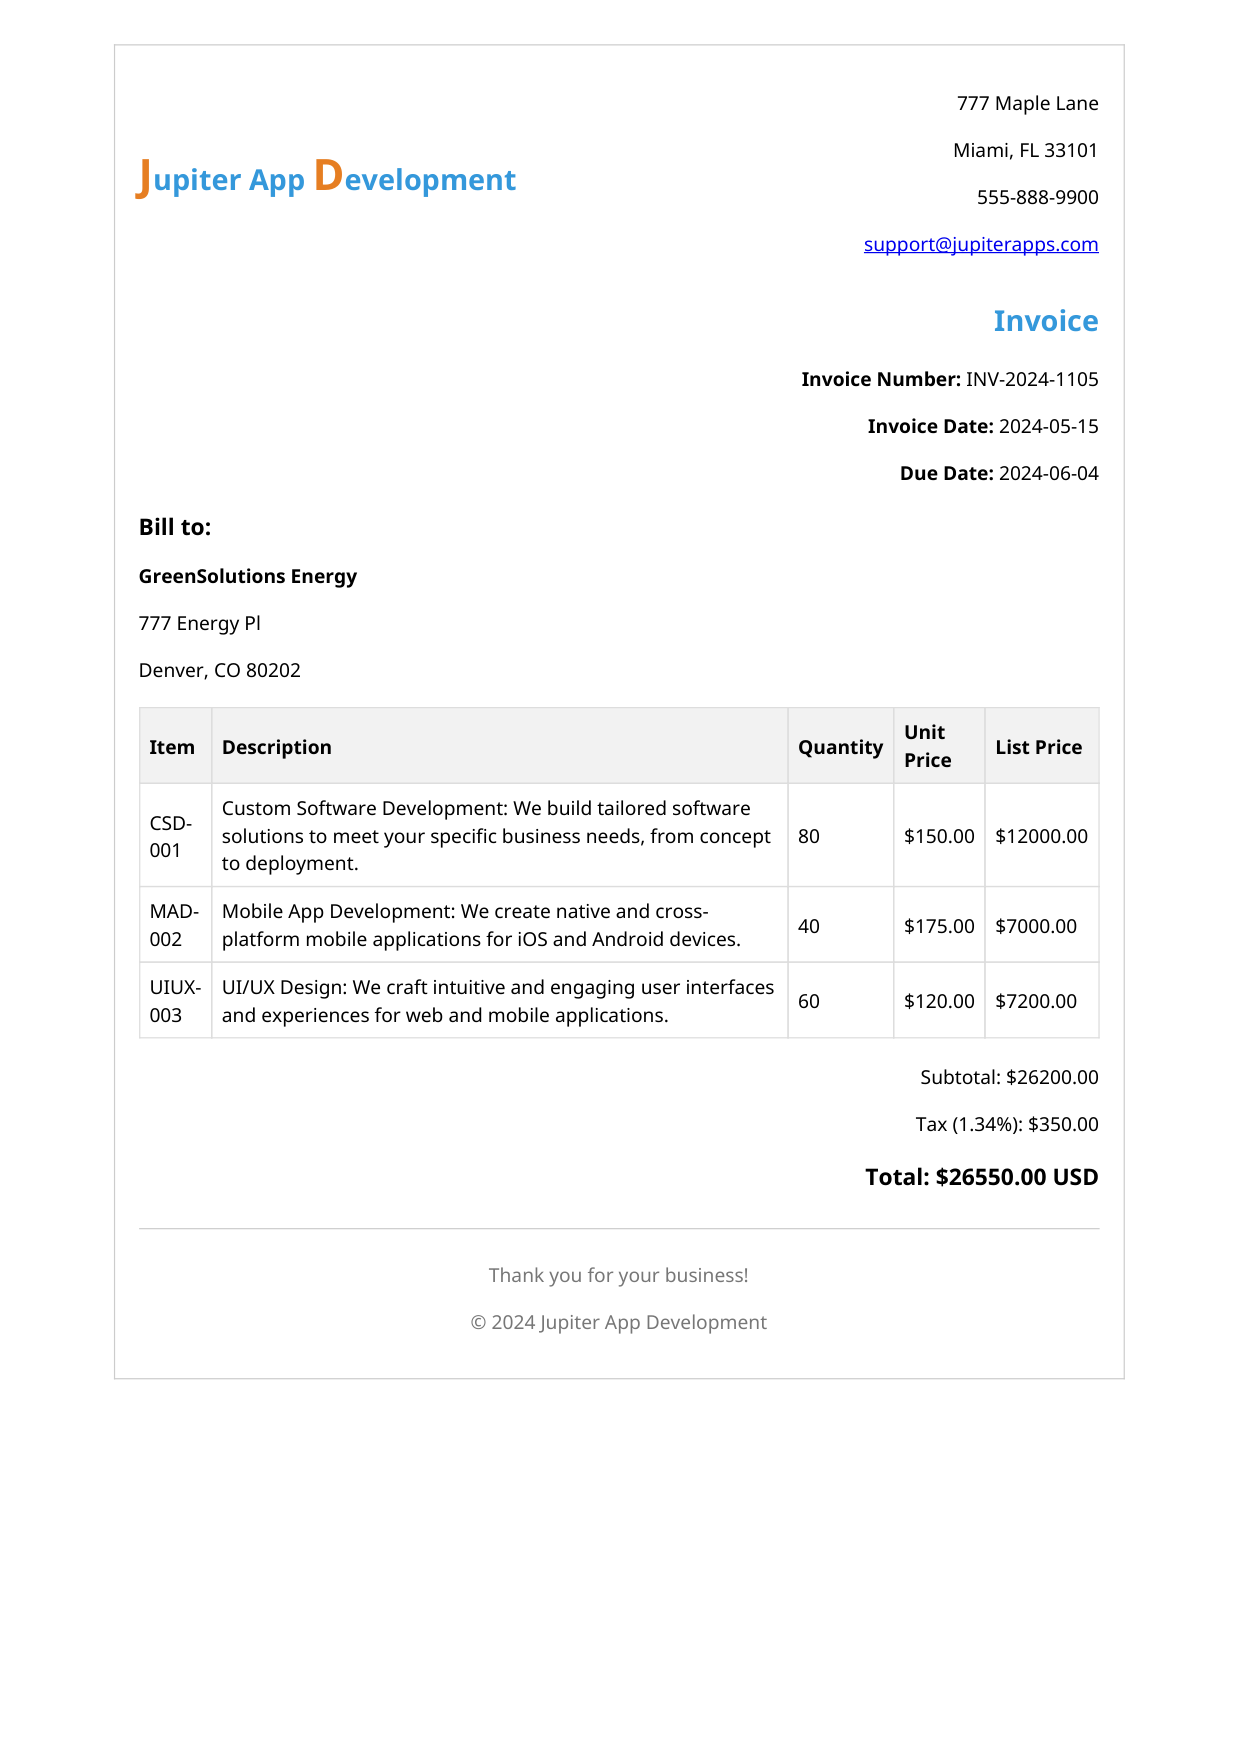 Jupiter App Development
777 Maple Lane
Miami, FL 33101
555-888-9900
support@jupiterapps.com
Invoice
Invoice Number: INV-2024-1105
Invoice Date: 2024-05-15
Due Date: 2024-06-04
Bill to:
GreenSolutions Energy
777 Energy Pl
Denver, CO 80202
Item Description Quantity Unit Price List Price
CSD-001 Custom Software Development: We build tailored software
solutions to meet your specific business needs, from concept
to deployment. 80 $150.00 $12000.00
MAD-002 Mobile App Development: We create native and cross-
platform mobile applications for iOS and Android devices. 40 $175.00 $7000.00
UIUX-003 UI/UX Design: We craft intuitive and engaging user interfaces
and experiences for web and mobile applications. 60 $120.00 $7200.00
Subtotal: $26200.00
Tax (1.34%): $350.00
Total: $26550.00 USD
Thank you for your business!
© 2024 Jupiter App Development